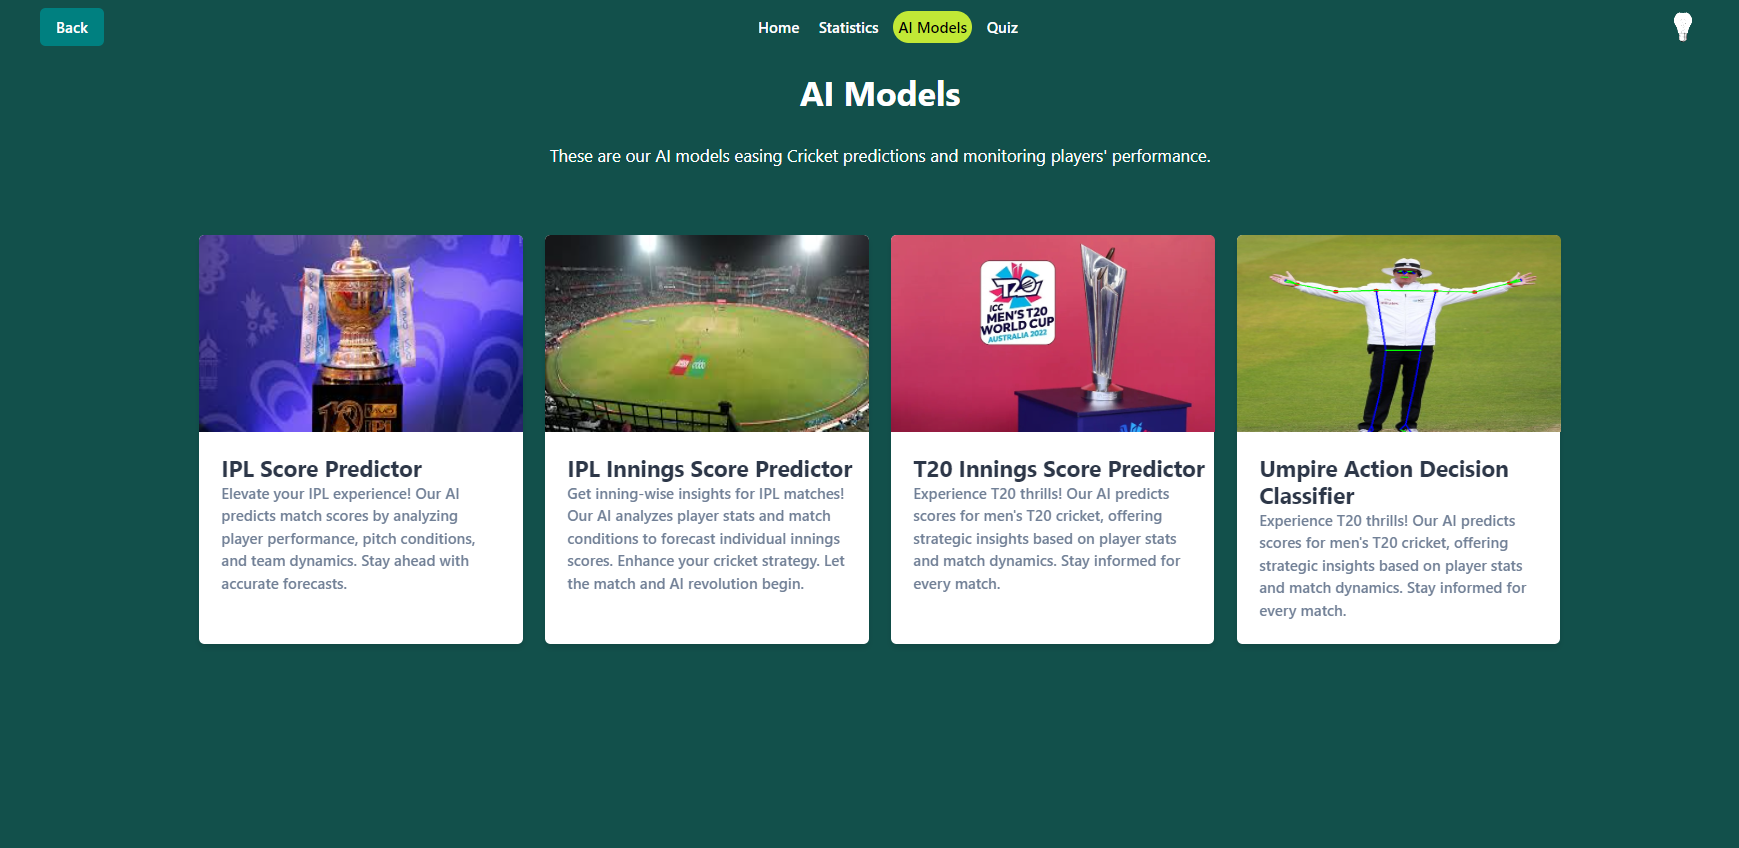 Back
Home Statistics AI Models Quiz
AI Models
These are our AI models easing Cricket predictions and monitoring players' performance.
VIVO
IPL
T20
ICC
MEN'S T20
WORLD CUP
AUSTRALIA 2022
IPL Score Predictor
Elevate your IPL experience! Our AI
predicts match scores by analyzing
player performance, pitch conditions,
and team dynamics. Stay ahead with
accurate forecasts.
IPL Innings Score Predictor
Get inning-wise insights for IPL matches!
Our AI analyzes player stats and match
conditions to forecast individual innings
scores. Enhance your cricket strategy. Let
the match and AI revolution begin.
T20 Innings Score Predictor
Experience T20 thrills! Our AI predicts
scores for men's T20 cricket, offering
strategic insights based on player stats
and match dynamics. Stay informed for
every match.
Umpire Action Decision
Classifier
Experience T20 thrills! Our AI predicts
scores for men's T20 cricket, offering
strategic insights based on player stats
and match dynamics. Stay informed for
every match.